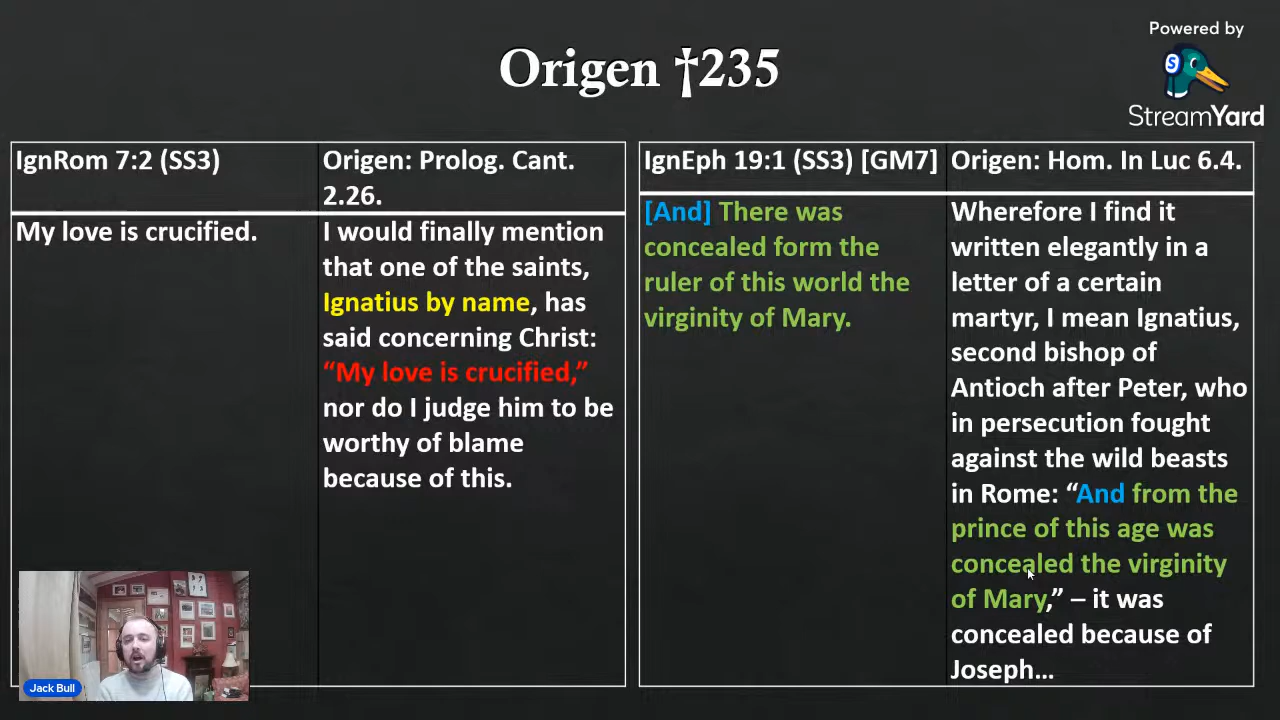 Powered by
S
StreamYard
Origen †235
IgnRom 7:2 (SS3)
Origen: Prolog. Cant.
2.26.
My love is crucified.
I would finally mention
that one of the saints,
Ignatius by name, has
said concerning Christ:
“My love is crucified,”
nor do I judge him to be
worthy of blame
because of this.
IgnEph 19:1 (SS3) [GM7]
Origen: Hom. In Luc 6.4.
[And] There was
concealed form the
ruler of this world the
virginity of Mary.
Wherefore I find it
written elegantly in a
letter of a certain
martyr, I mean Ignatius,
second bishop of
Antioch after Peter, who
in persecution fought
against the wild beasts
in Rome: “And from the
prince of this age was
concealed the virginity
of Mary,” – it was
concealed because of
Joseph...
Jack Bull